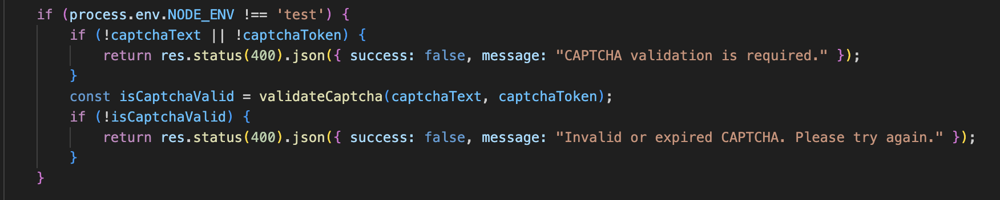 if (process.env.NODE_ENV !== 'test') {
    if (!captchaText || !captchaToken) {
        return res.status(400).json({ success: false, message: "CAPTCHA validation is required." });
    }
    const isCaptchaValid = validateCaptcha(captchaText, captchaToken);
    if (!isCaptchaValid) {
        return res.status(400).json({ success: false, message: "Invalid or expired CAPTCHA. Please try again." });
    }
}